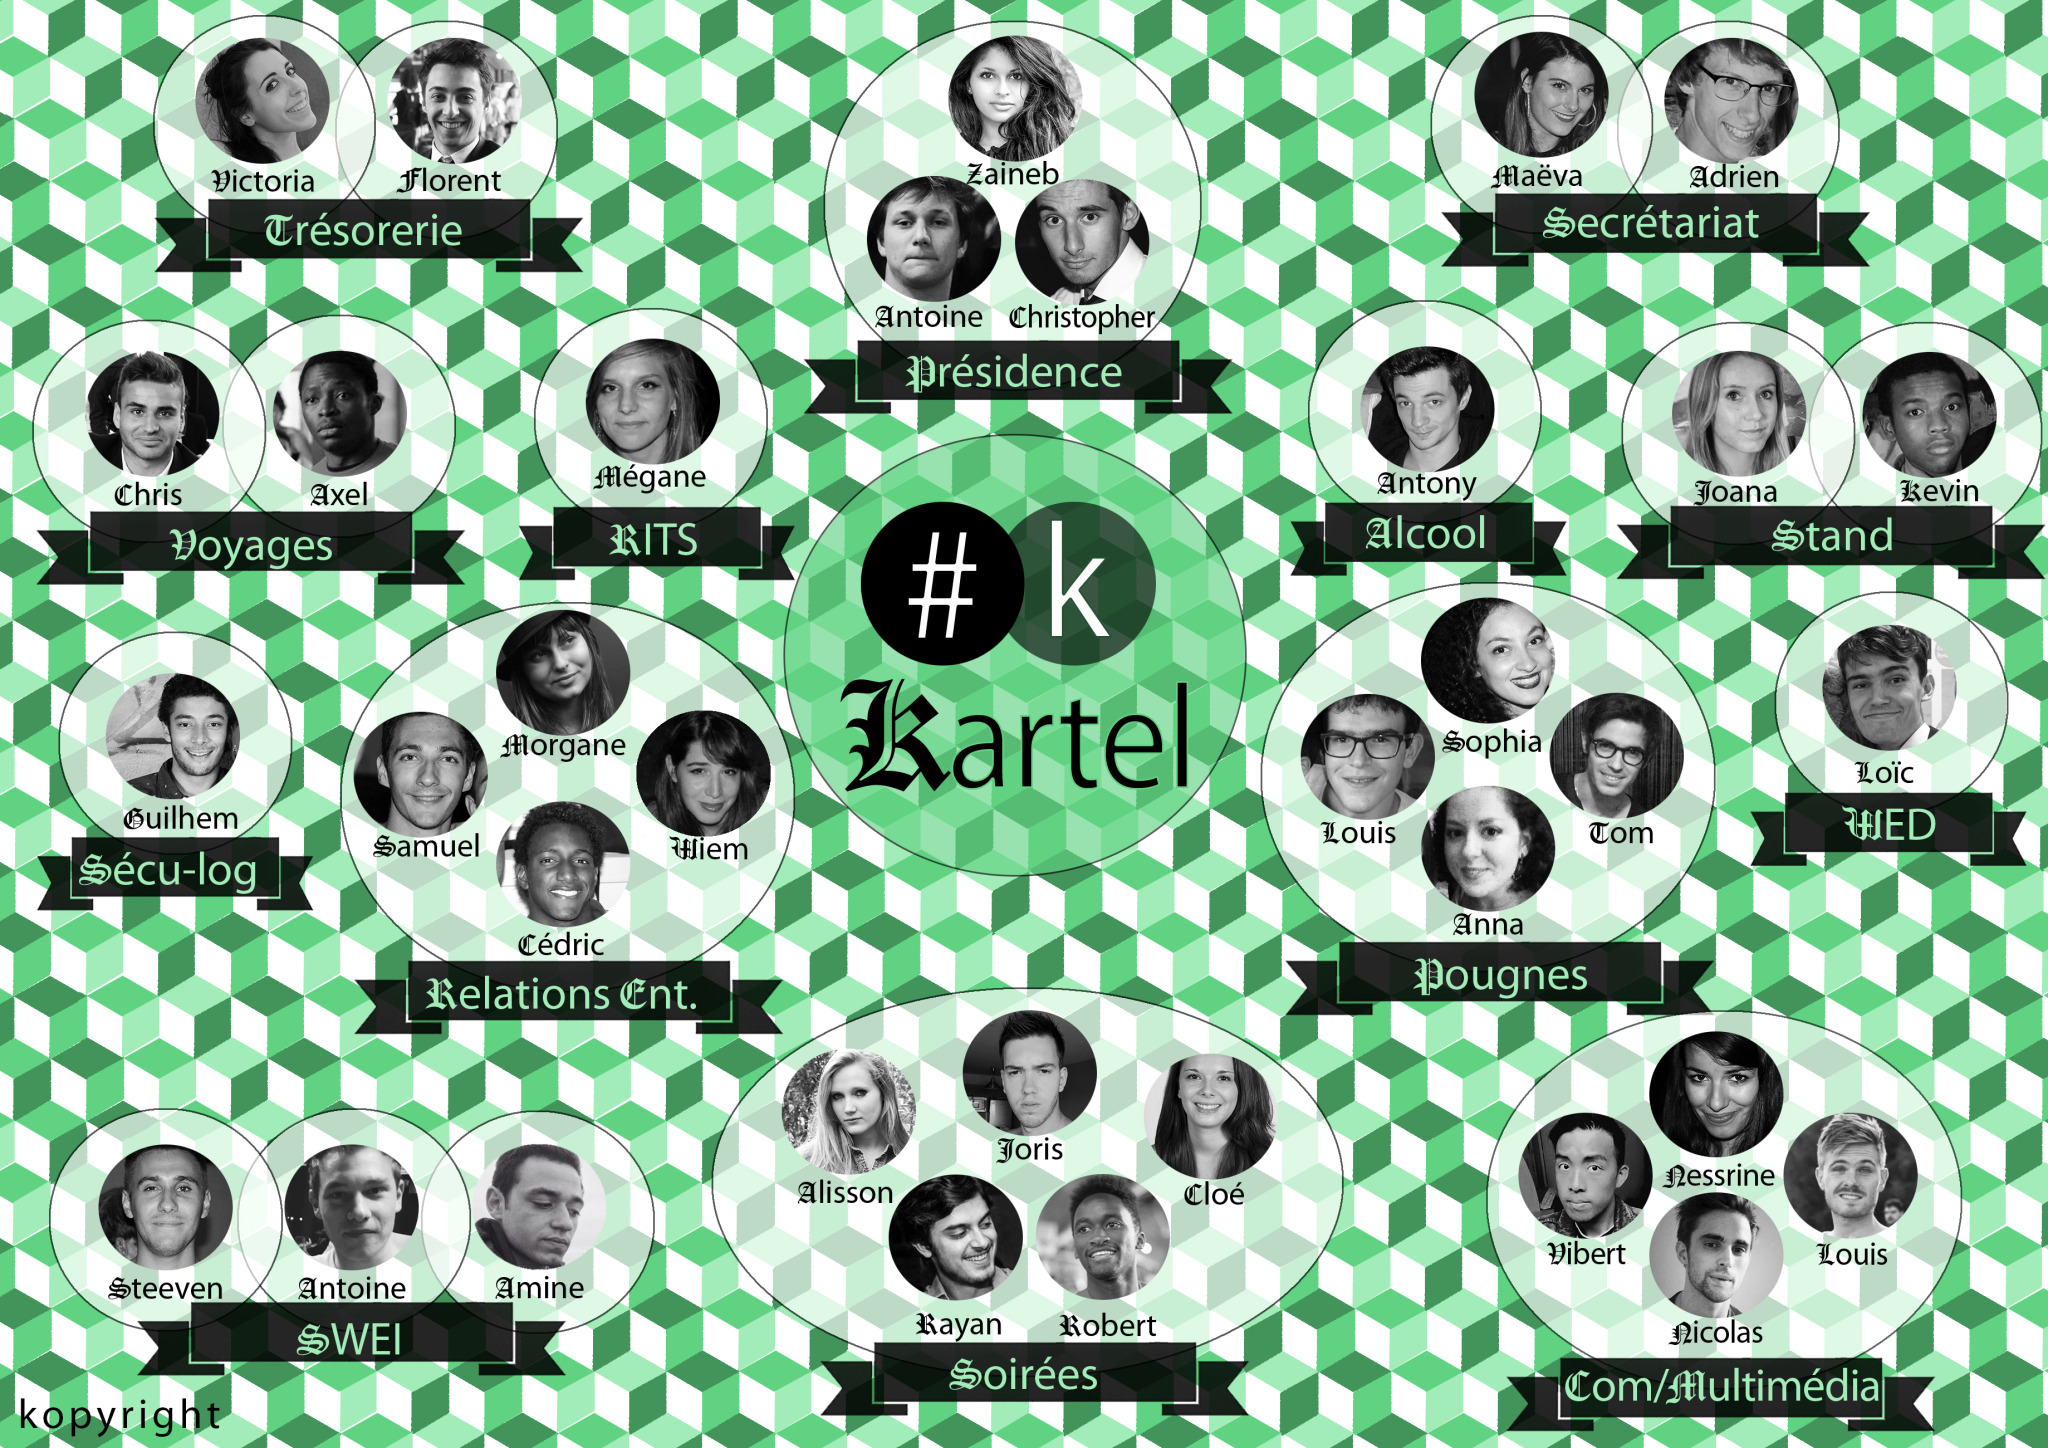 Victoria
Florent
Trésorerie
Zaineb
Antoine
Christopher
Présidence
Maëva
Adrien
Secrétariat
Chris
Axel
Voyages
Mégane
RITS
Antony
Alcool
Joana
Kevin
Stand
# k
Kartel
Guilhem
Sécu-log
Morgane
Samuel
Wiem
Cédric
Relations Ent.
Sophia
Louis
Tom
Anna
Pougnes
Loïc
WED
Steeven
Antoine
Amine
SWEI
Joris
Alisson
Cloé
Rayan
Robert
Soirées
Nessrine
Vibert
Louis
Nicolas
Com/Multimédia
kopyright